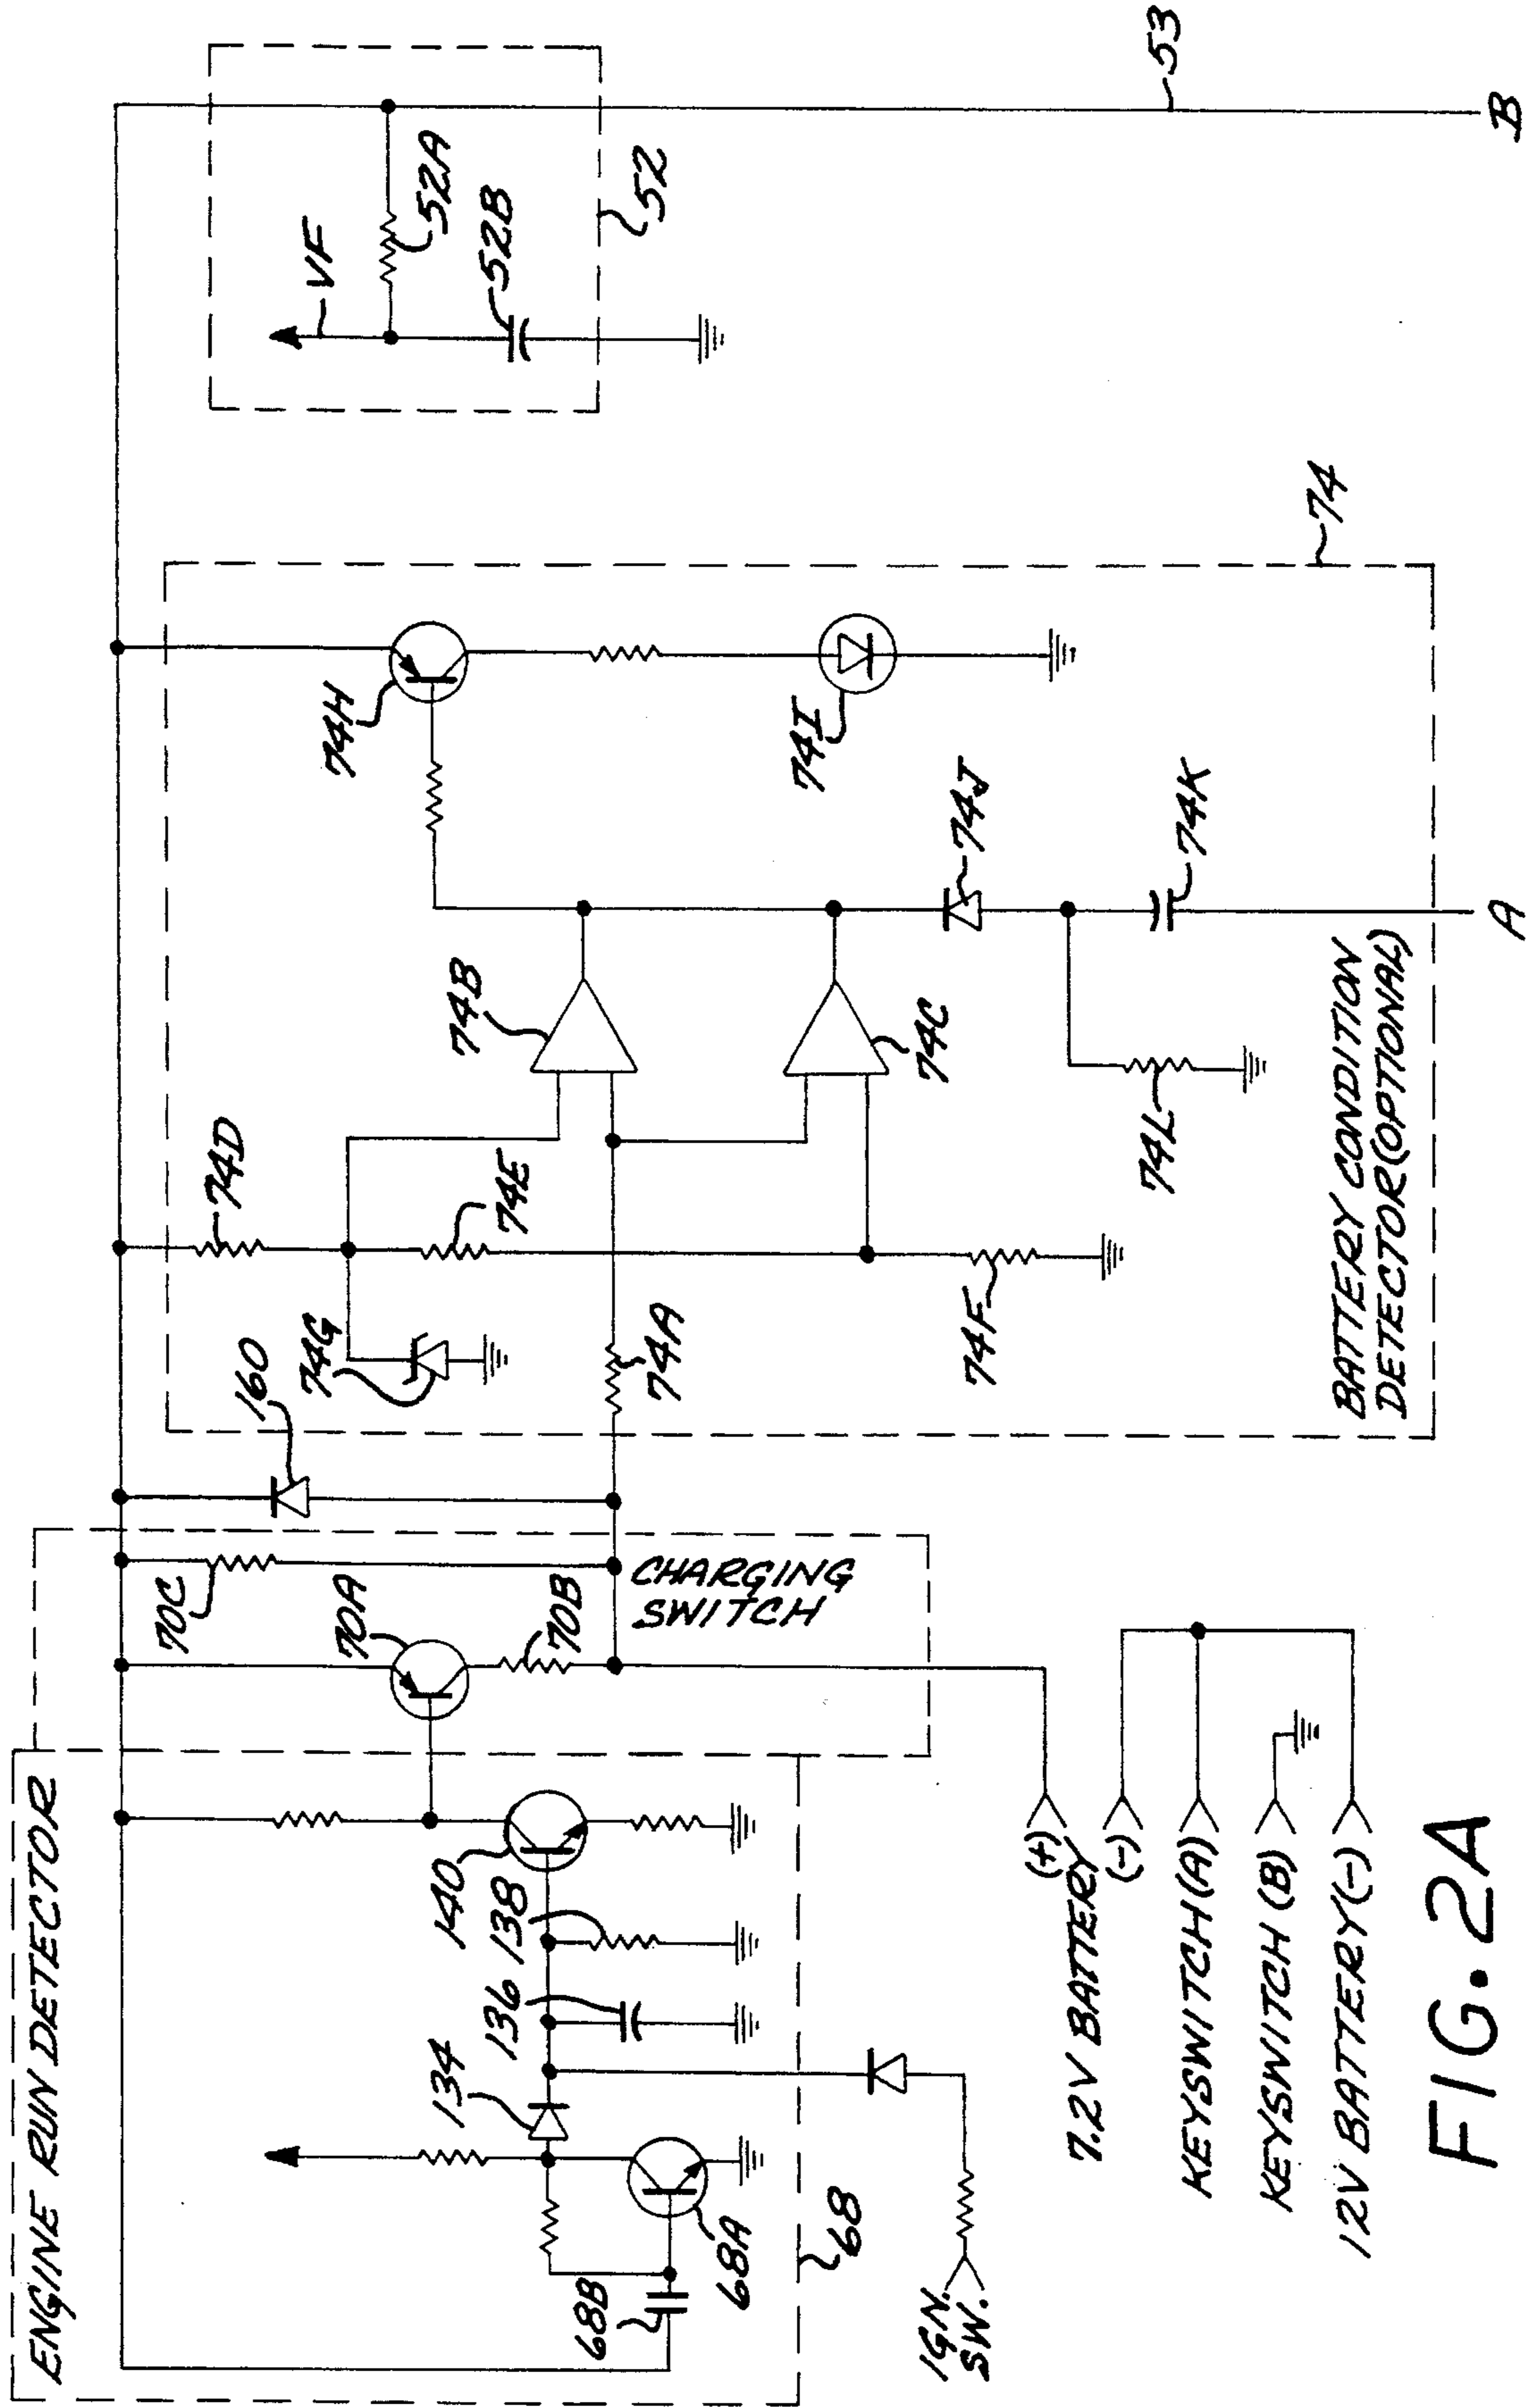 ENGINE RUN DETECTOR
68B
68A
134
136
138
140
68
IGN.
SW.
70C
70A
70B
CHARGING
SWITCH
160
74G
74D
74E
74A
74F
74B
74C
74H
74I
74J
74K
74L
BATTERY CONDITION
DETECTOR (OPTIONAL)
74
VF
52A
52B
52
53
A
B
(+)
7.2V BATTERY
(-)
KEYSWITCH (A)
KEYSWITCH (B)
12V BATTERY (-)
FIG. 2A